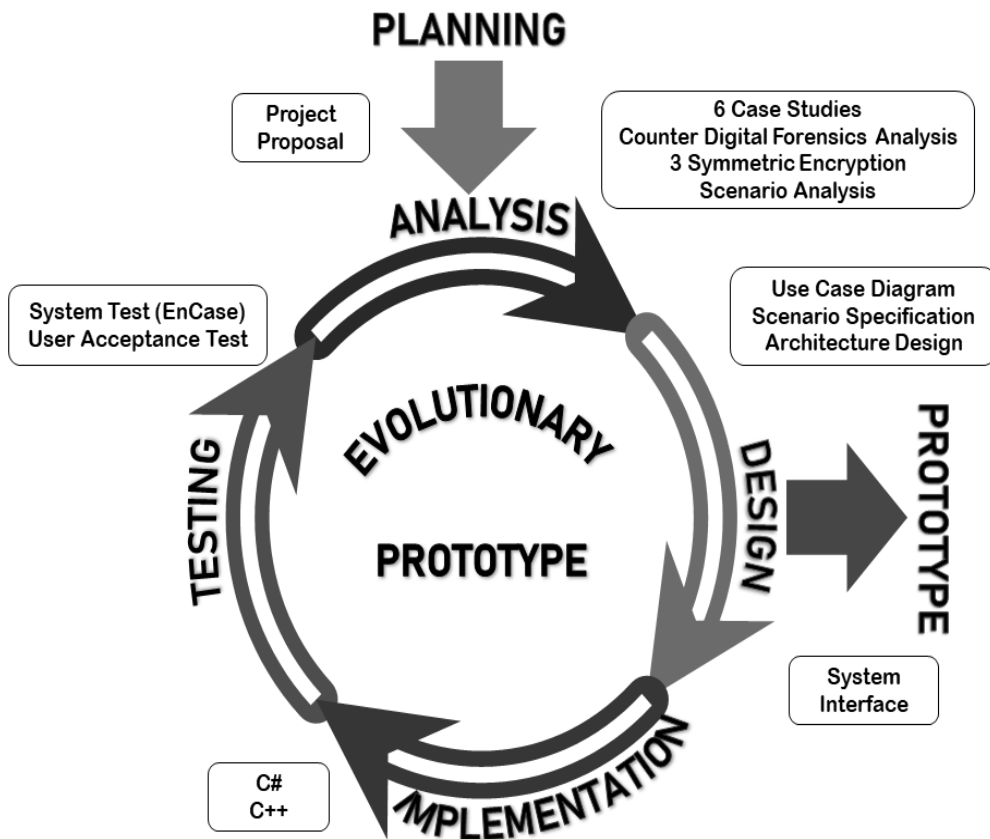 PLANNING
Project
Proposal
6 Case Studies
Counter Digital Forensics Analysis
3 Symmetric Encryption
Scenario Analysis
ANALYSIS
System Test (EnCase)
User Acceptance Test
Use Case Diagram
Scenario Specification
Architecture Design
EVOLUTIONARY
PROTOTYPE
TESTING
DESIGN
PROTOTYPE
System
Interface
IMPLEMENTATION
C#
C++